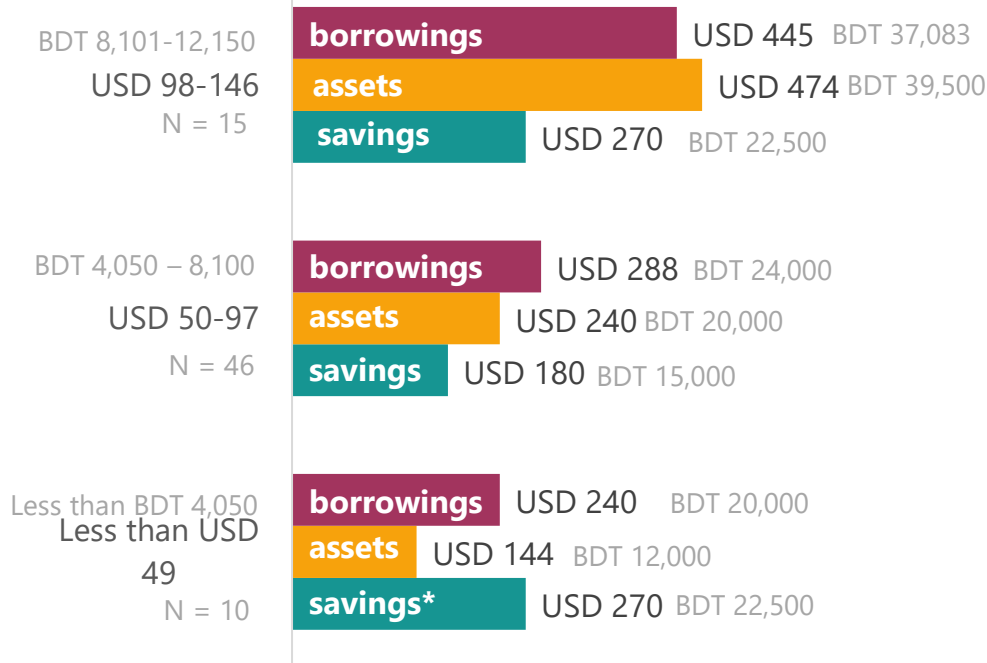 BDT 8,101-12,150
USD 98-146
N = 15
borrowings USD 445 BDT 37,083
assets USD 474 BDT 39,500
savings USD 270 BDT 22,500
BDT 4,050 – 8,100
USD 50-97
N = 46
borrowings USD 288 BDT 24,000
assets USD 240 BDT 20,000
savings USD 180 BDT 15,000
Less than BDT 4,050
Less than USD
49
N = 10
borrowings USD 240 BDT 20,000
assets USD 144 BDT 12,000
savings* USD 270 BDT 22,500